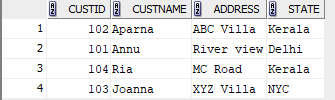 CUSTID CUSTNAME ADDRESS STATE
1 102 Aparna ABC Villa Kerala
2 101 Annu River view Delhi
3 104 Ria MC Road Kerala
4 103 Joanna XYZ Villa NYC